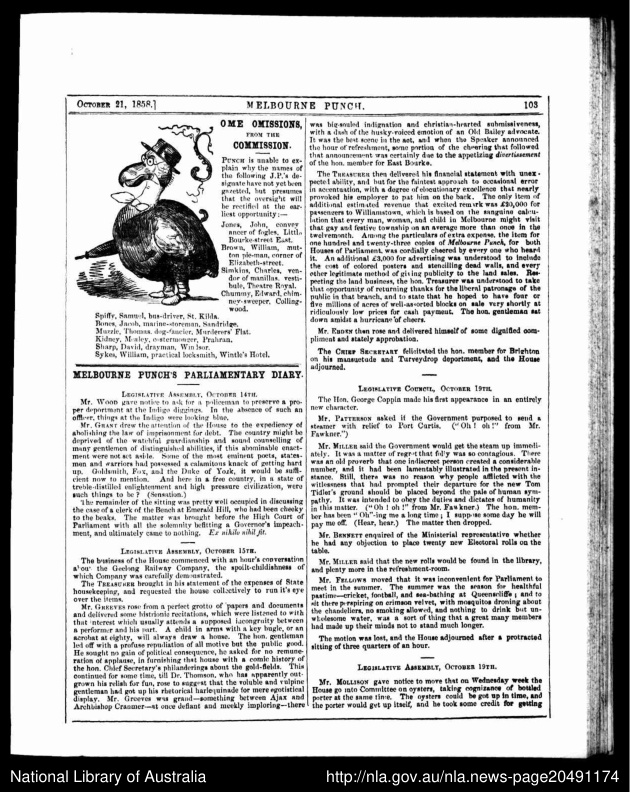 OCTOBER 21, 1858.] MELBOURNE PUNCH. 103
OME OMISSIONS,
FROM THE
COMMISSION.
PUNCH is unable to ex-
plain why the names of
the following J.P.'s de-
signate have not yet been
gazetted, but presumes
that the oversight will
be rectified at the ear-
liest opportunity:—
Jones, John, convey
ancer of fogles, Little
Bourke-street East.
Brown, William, mut-
ton pie-man, corner of
Elizabeth-street.
Simkins, Charles, ven-
dor of manillas, vesti-
bule, Theatre Royal.
Chummy, Edward, chim-
ney-sweeper, Colling-
wood.
Spiffy, Samuel, bus-driver, St. Kilda.
Bones, Jacob, marine-storeman, Sandridge.
Muzzle, Thomas, dog-fancier, Murderers' Flat.
Kidney, Mealey, costermonger, Prahran.
Sharp, David, drayman, Windsor.
Sykes, William, practical locksmith, Wintle's Hotel.
MELBOURNE PUNCH'S PARLIAMENTARY DIARY.
LEGISLATIVE ASSEMBLY, OCTOBER 14TH.
Mr. WOOD gave notice to ask for a policeman to preserve a pro-
per deportment at the Indigo diggings. In the absence of such an
officer, things at the Indigo were looking blue.
Mr. GRANT drew the attention of the House to the expediency of
abolishing the law of imprisonment for debt. The country might be
deprived of the watchful guardianship and sound counselling of
many gentlemen of distinguished abilities, if this abominable enact-
ment were not set aside. Some of the most eminent poets, states-
men and warriors had possessed a calamitous knack of getting hard
up. Goldsmith, Fox, and the Duke of York, it would be suffi-
cient now to mention. And here in a free country, in a state of
treble-distilled enlightenment and high pressure civilization, were
such things to be? (Sensation.)
The remainder of the sitting was pretty well occupied in discussing
the case of a clerk of the Bench at Emerald Hill, who had been cheeky
to the beaks. The matter was brought before the High Court of
Parliament with all the solemnity befitting a Governor's impeach-
ment, and ultimately came to nothing. Ex nihilo nihil fit.
LEGISLATIVE ASSEMBLY, OCTOBER 15TH.
The business of the House commenced with an hour's conversation
about the Geelong Railway Company, the spoilt-childishness of
which Company was carefully demonstrated.
The TREASURER brought in his statement of the expenses of State
housekeeping, and requested the house collectively to run it's eye
over the items.
Mr. GREEVES rose from a perfect grotto of papers and documents
and delivered some histrionic recitations, which were listened to with
that interest which usually attends a supposed incongruity between
a performer and his part. A child in arms with a key bugle, or an
acrobat at eighty, will always draw a house. The hon. gentleman
led off with a profuse repudiation of all motive but the public good.
He sought no gain of political consequence, he asked for no remune-
ration of applause, in furnishing that house with a comic history of
the hon. Chief Secretary's philanderings about the gold-fields. This
continued for some time, till Dr. Thomson, who has apparently out-
grown his relish for fun, rose to suggest that the voluble and vulpine
gentleman had got up his rhetorical harlequinade for mere egotistical
display. Mr. Greeves was grand—something between Ajax and
Archbishop Cranmer—at once defiant and meekly imploring—there
was big-souled indignation and christian-hearted submissiveness,
with a dash of the husky-voiced emotion of an Old Bailey advocate.
It was the best scene in the act, and when the Speaker announced
the hour of refreshment, some portion of the cheering that followed
that announcement was certainly due to the appetizing divertissement
of the hon. member for East Bourke.
The TREASURER then delivered his financial statement with unex-
pected ability, and but for the faintest approach to occasional error
in accentuation, with a degree of elocutionary excellence that nearly
provoked his employer to pat him on the back. The only item of
additional estimated revenue that excited remark was £20,000 for
passengers to Williamstown, which is based on the sanguine calcu-
lation that every man, woman, and child in Melbourne might visit
that gay and festive township on an average more than once in the
twelvemonth. Among the particulars of extra expense, the item for
one hundred and twenty-three copies of Melbourne Punch, for both
Houses of Parliament, was cordially cheered by every one who heard
it. An additional £3,000 for advertising was understood to include
the cost of colored posters and stencilling dead walls, and every
other legitimate method of giving publicity to the land sales. Res-
pecting the land business, the hon. Treasurer was understood to take
that opportunity of returning thanks for the liberal patronage of the
public in that branch, and to state that he hoped to have four or
five millions of acres of well-assorted blocks on sale very shortly at
ridiculously low prices for cash payment. The hon. gentleman sat
down amidst a hurricane of cheers.
Mr. EBDEN then rose and delivered himself of some dignified com-
pliment and stately approbation.
The CHIEF SECRETARY felicitated the hon. member for Brighton
on his mansuetude and Turveydrop deportment, and the House
adjourned.
LEGISLATIVE COUNCIL, OCTOBER 19TH.
The Hon. George Coppin made his first appearance in an entirely
new character.
Mr. PATTERSON asked if the Government purposed to send a
steamer with relief to Port Curtis. ("Oh! oh!" from Mr.
Fawkner.")
Mr. MILLER said the Government would get the steam up immedi-
ately. It was a matter of regret that folly was so contagious. There
was an old proverb that one indiscreet person created a considerable
number, and it had been lamentably illustrated in the present in-
stance. Still, there was no reason why people afflicted with the
witlessness that had prompted their departure for the new Tom
Tidler's ground should be placed beyond the pale of human sym-
pathy. It was intended to obey the duties and dictates of humanity
in this matter. ("Oh! oh!" from Mr. Fawkner.) The hon. mem-
ber has been "Oh"-ing me a long time; I suppose some day he will
pay me off. (Hear, hear.) The matter then dropped.
Mr. BENNETT enquired of the Ministerial representative whether
he had any objection to place twenty new Electoral rolls on the
table.
Mr. MILLER said that the new rolls would be found in the library,
and plenty more in the refreshment-room.
Mr. FELLOWS moved that it was inconvenient for Parliament to
meet in the summer. The summer was the season for healthful
pastime—cricket, football, and sea-bathing at Queenscliffe; and to
sit there perspiring on crimson velvet, with mosquitos droning about
the chandeliers, no smoking allowed, and nothing to drink but un-
wholesome water, was a sort of thing that a great many members
had made up their minds not to stand much longer.
The motion was lost, and the House adjourned after a protracted
sitting of three quarters of an hour.
LEGISLATIVE ASSEMBLY, OCTOBER 19TH.
Mr. MOLLISON gave notice to move that on Wednesday week the
House go into Committee on oysters, taking cognizance of bottled
porter at the same time. The oysters could be got up in time, and
the porter would get up itself, and he took some credit for getting
National Library of Australia http://nla.gov.au/nla.news-page20491174